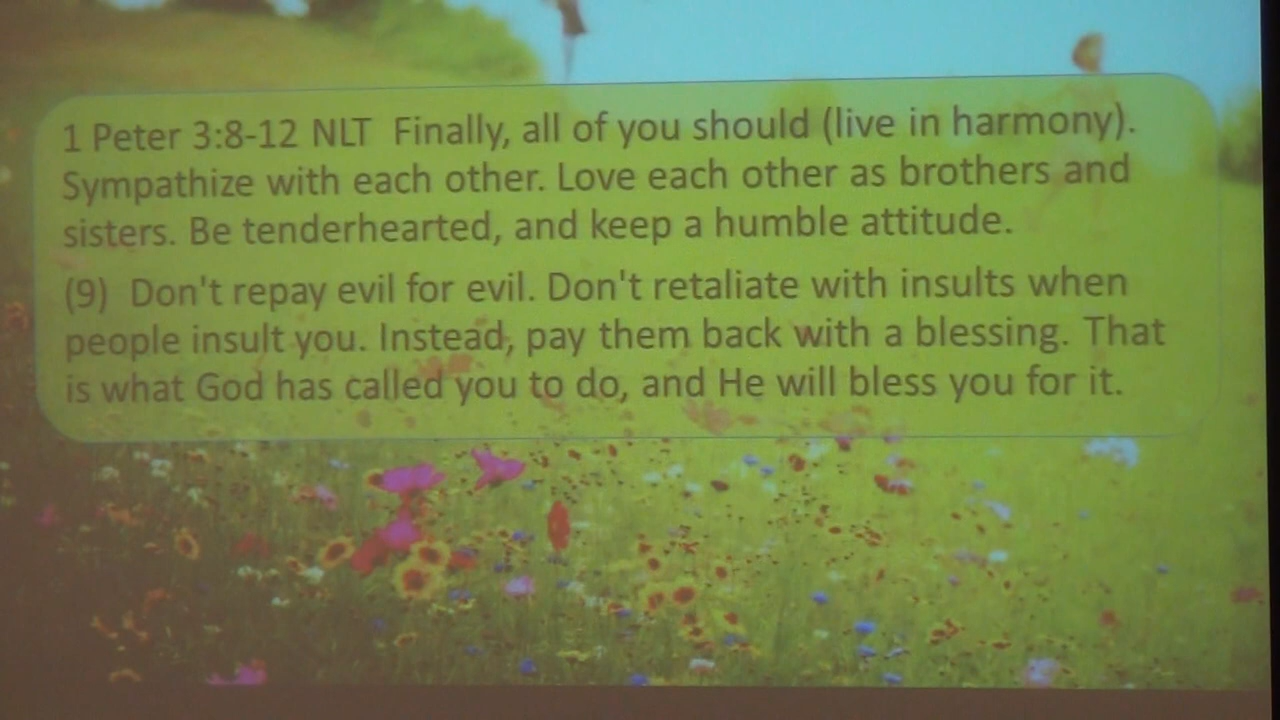 1 Peter 3:8-12 NLT Finally, all of you should (live in harmony).
Sympathize with each other. Love each other as brothers and
sisters. Be tenderhearted, and keep a humble attitude.
(9) Don't repay evil for evil. Don't retaliate with insults when
people insult you. Instead, pay them back with a blessing. That
is what God has called you to do, and He will bless you for it.